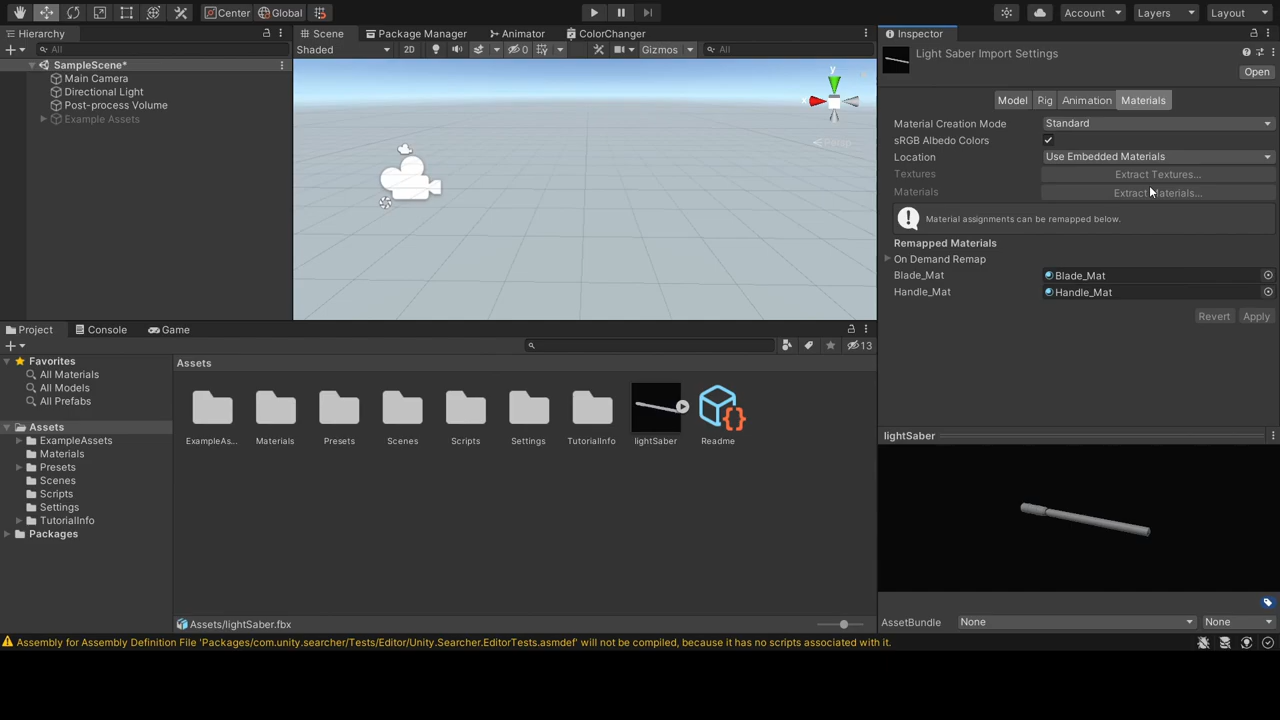 Center
Global
Account
Layers
Layout
Hierarchy
Scene
Package Manager
Animator
ColorChanger
Inspector
All
Shaded
2D
0
Gizmos
All
Light Saber Import Settings
Open
SampleScene*
Main Camera
Directional Light
Post-process Volume
Example Assets
y
x
Persp
Model
Rig
Animation
Materials
Material Creation Mode
Standard
sRGB Albedo Colors
Location
Use Embedded Materials
Textures
Extract Textures...
Materials
Extract Materials...
Material assignments can be remapped below.
Remapped Materials
On Demand Remap
Blade_Mat
Blade_Mat
Handle_Mat
Handle_Mat
Revert
Apply
Project
Console
Game
13
Favorites
All Materials
All Models
All Prefabs
Assets
ExampleAssets
Materials
Presets
Scenes
Scripts
Settings
TutorialInfo
Packages
Assets
ExampleAs...
Materials
Presets
Scenes
Scripts
Settings
TutorialInfo
lightSaber
Readme
Assets/lightSaber.fbx
lightSaber
AssetBundle
None
None
Assembly for Assembly Definition File 'Packages/com.unity.searcher/Tests/Editor/Unity.Searcher.EditorTests.asmdef' will not be compiled, because it has no scripts associated with it.